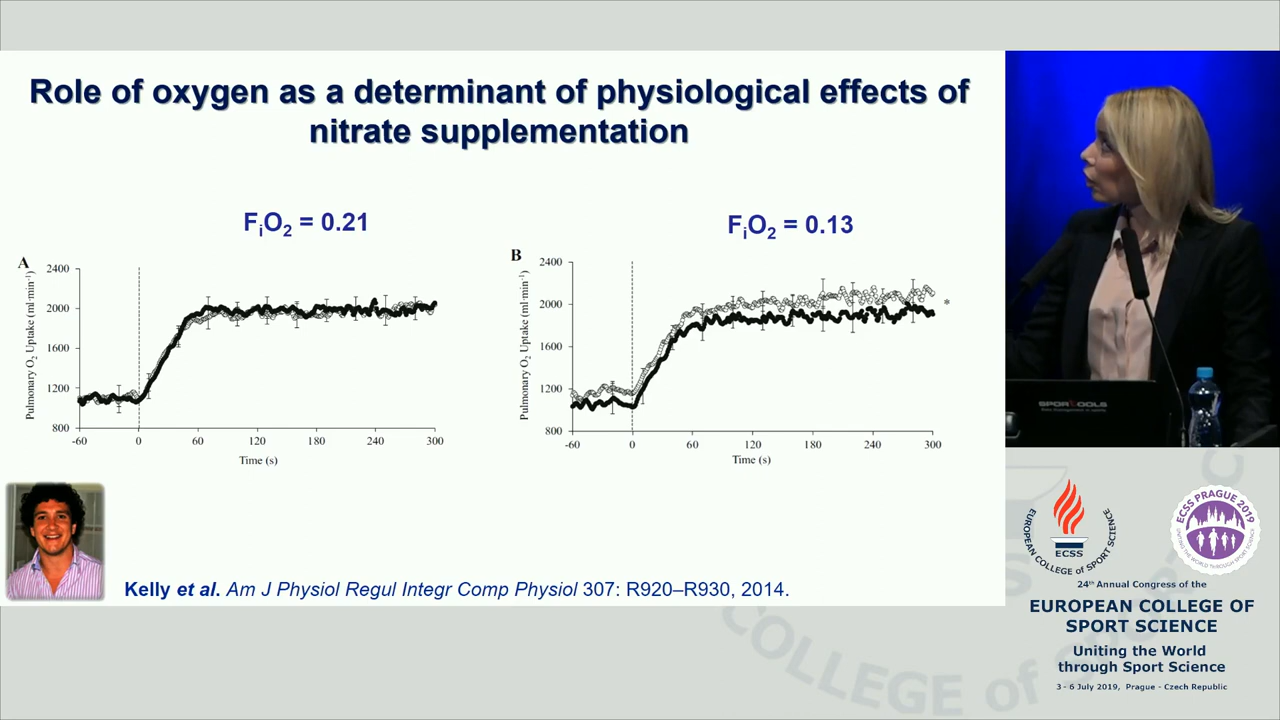 Role of oxygen as a determinant of physiological effects of
nitrate supplementation
FiO2 = 0.21
FiO2 = 0.13
A
Pulmonary O2 Uptake (ml·min-1)
2400
2000
1600
1200
800
-60 0 60 120 180 240 300
Time (s)
B
Pulmonary O2 Uptake (ml·min-1)
2400
2000
1600
1200
800
-60 0 60 120 180 240 300
Time (s)
*
Kelly et al. Am J Physiol Regul Integr Comp Physiol 307: R920–R930, 2014.
EUROPEAN COLLEGE OF SPORT SCIENCE
ECSS
ECSS PRAGUE 2019
UNITING THE WORLD THROUGH SPORT SCIENCE
24th Annual Congress of the
EUROPEAN COLLEGE OF
SPORT SCIENCE
Uniting the World
through Sport Science
3 - 6 July 2019, Prague - Czech Republic
COLLEGE of SPOR